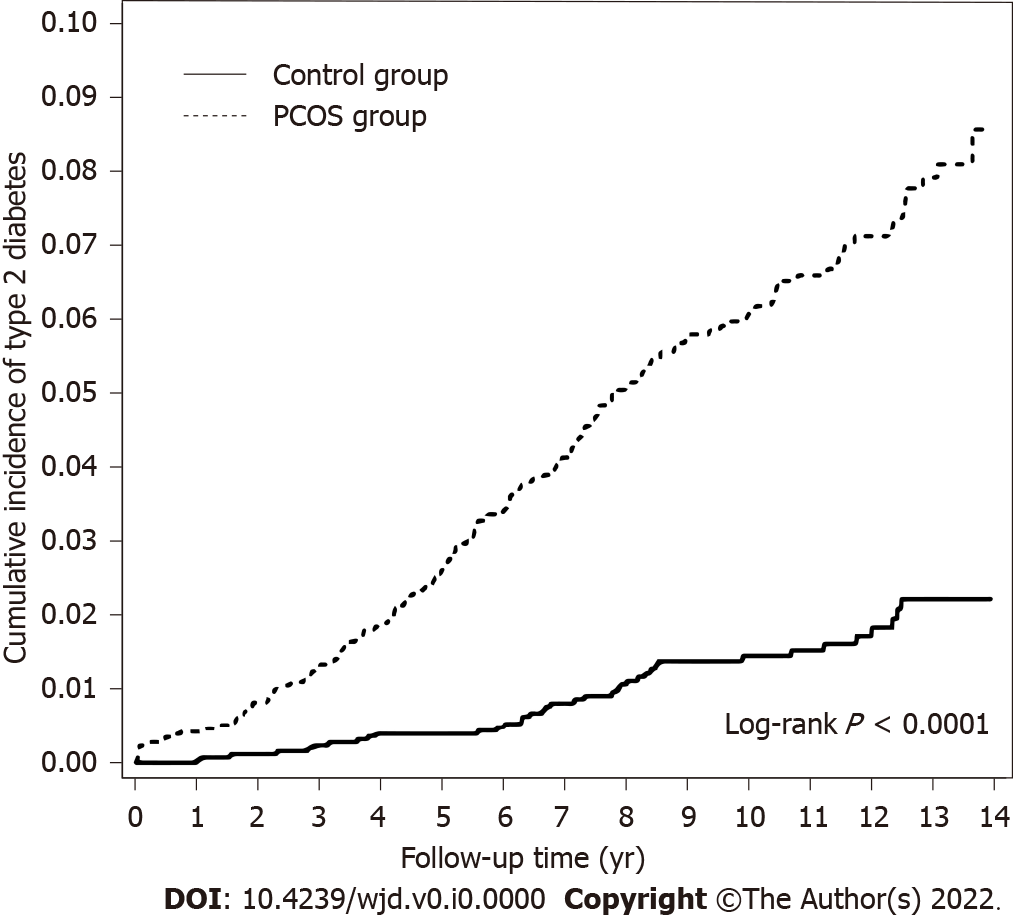 0.10
0.09
0.08
0.07
0.06
0.05
0.04
0.03
0.02
0.01
0.00
Cumulative incidence of type 2 diabetes
Control group
PCOS group
Log-rank P < 0.0001
0 1 2 3 4 5 6 7 8 9 10 11 12 13 14
Follow-up time (yr)
DOI: 10.4239/wjd.v0.i0.0000 Copyright ©The Author(s) 2022.